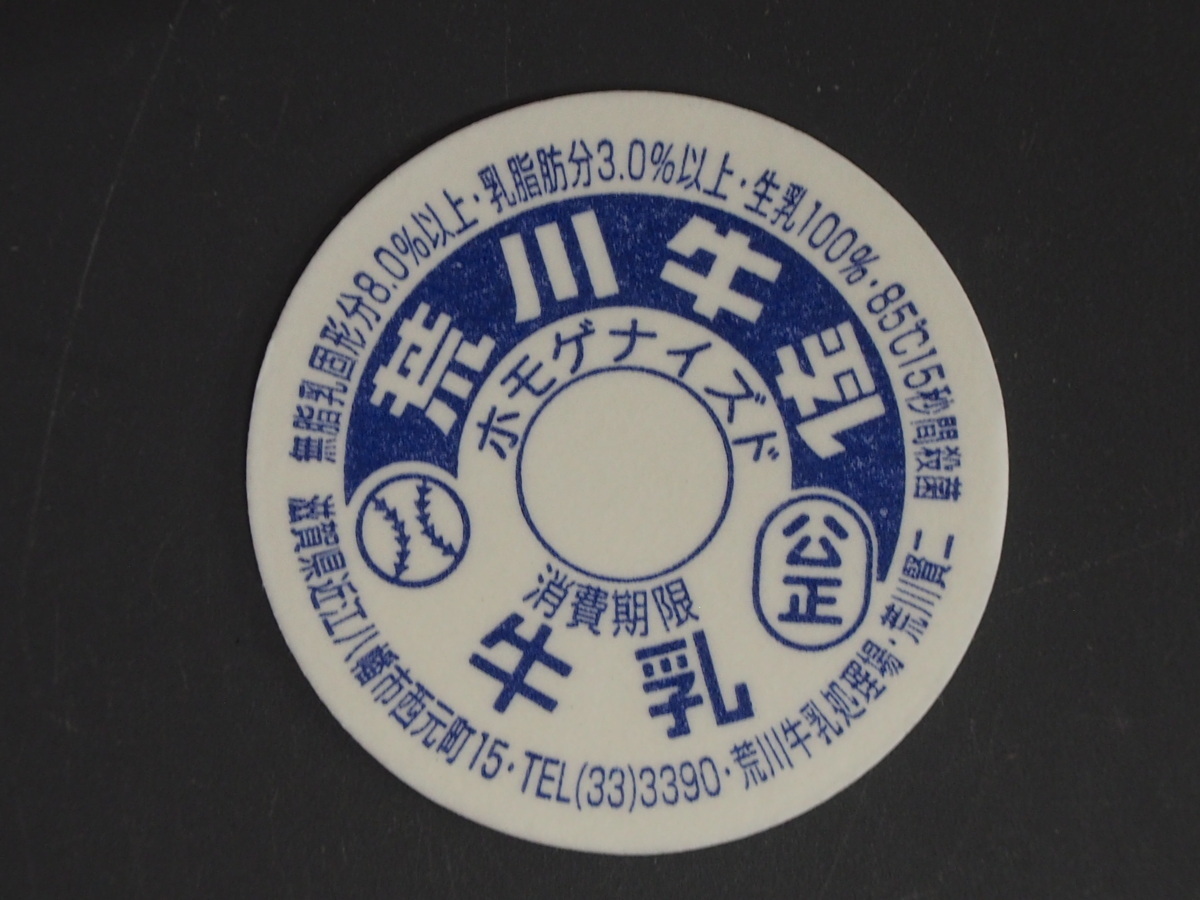 無脂乳固形分8.0%以上・乳脂肪分3.0%以上・生乳100%・85℃15秒間殺菌
荒川牛乳
ホモゲナイズド
公正
消費期限
牛乳
滋賀県近江八幡市西元町15・TEL(33)3390・荒川牛乳処理場・荒川賢二